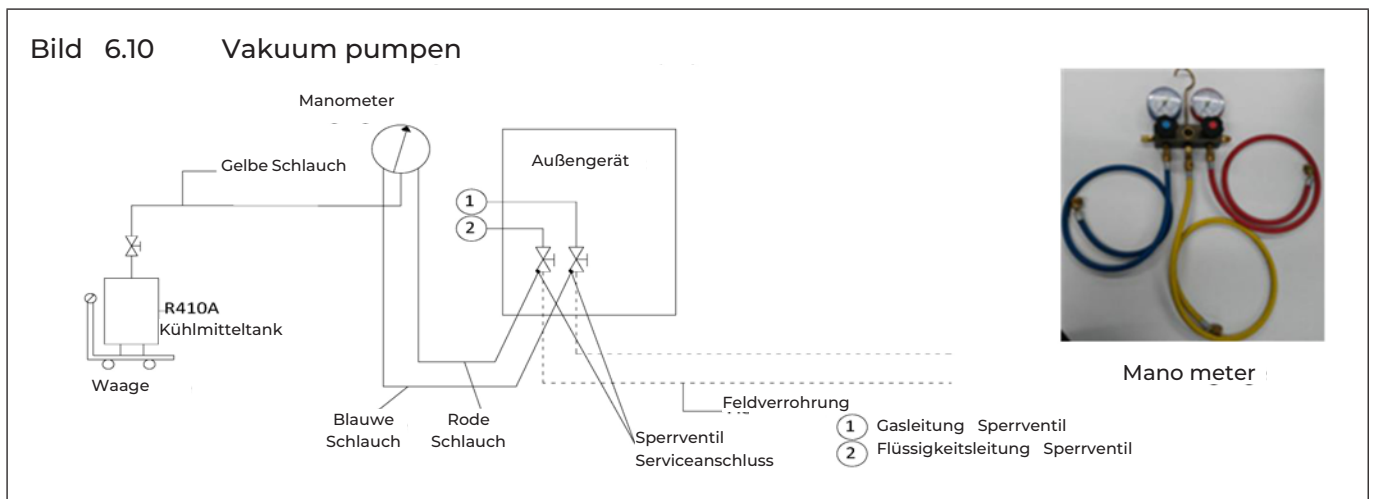 Bild 6.10 Vakuum pumpen
Manometer
Gelbe Schlauch
Außengerät
1
2
R410A
Kühlmitteltank
Waage
Blauwe
Schlauch
Rode
Schlauch
Feldverrohrung
Sperrventil
Serviceanschluss
Mano meter
1 Gasleitung Sperrventil
2 Flüssigkeitsleitung Sperrventil